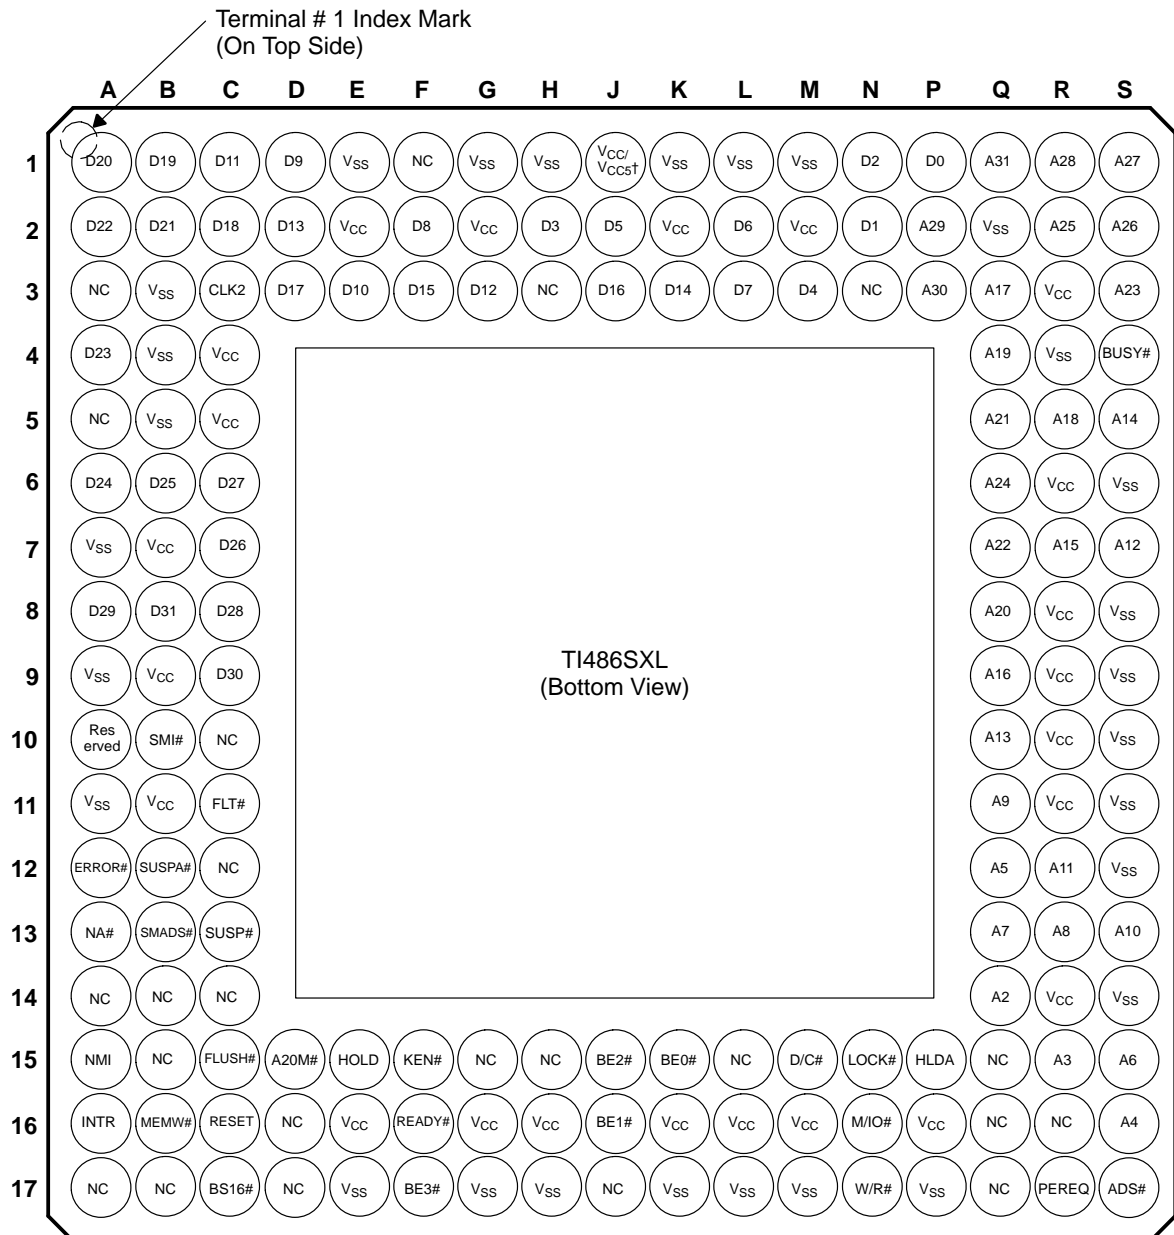 Terminal # 1 Index Mark
(On Top Side)
A B C D E F G H J K L M N P Q R S
1 D20 D19 D11 D9 VSS NC VSS VSS VCC/ VCC5† VSS VSS VSS D2 D0 A31 A28 A27
2 D22 D21 D18 D13 VCC D8 VCC D3 D5 VCC D6 VCC D1 A29 VSS A25 A26
3 NC VSS CLK2 D17 D10 D15 D12 NC D16 D14 D7 D4 NC A30 A17 VCC A23
4 D23 VSS VCC A19 VSS BUSY#
5 NC VSS VCC A21 A18 A14
6 D24 D25 D27 A24 VCC VSS
7 VSS VCC D26 A22 A15 A12
8 D29 D31 D28 A20 VCC VSS
9 VSS VCC D30 A16 VCC VSS
TI486SXL
(Bottom View)
10 Res erved SMI# NC A13 VCC VSS
11 VSS VCC FLT# A9 VCC VSS
12 ERROR# SUSPA# NC A5 A11 VSS
13 NA# SMADS# SUSP# A7 A8 A10
14 NC NC NC A2 VCC VSS
15 NMI NC FLUSH# A20M# HOLD KEN# NC NC BE2# BE0# NC D/C# LOCK# HLDA NC A3 A6
16 INTR MEMW# RESET NC VCC READY# VCC VCC BE1# VCC VCC VCC M/IO# VCC NC NC A4
17 NC NC BS16# NC VSS BE3# VSS VSS NC VSS VSS VSS W/R# VSS NC PEREQ ADS#